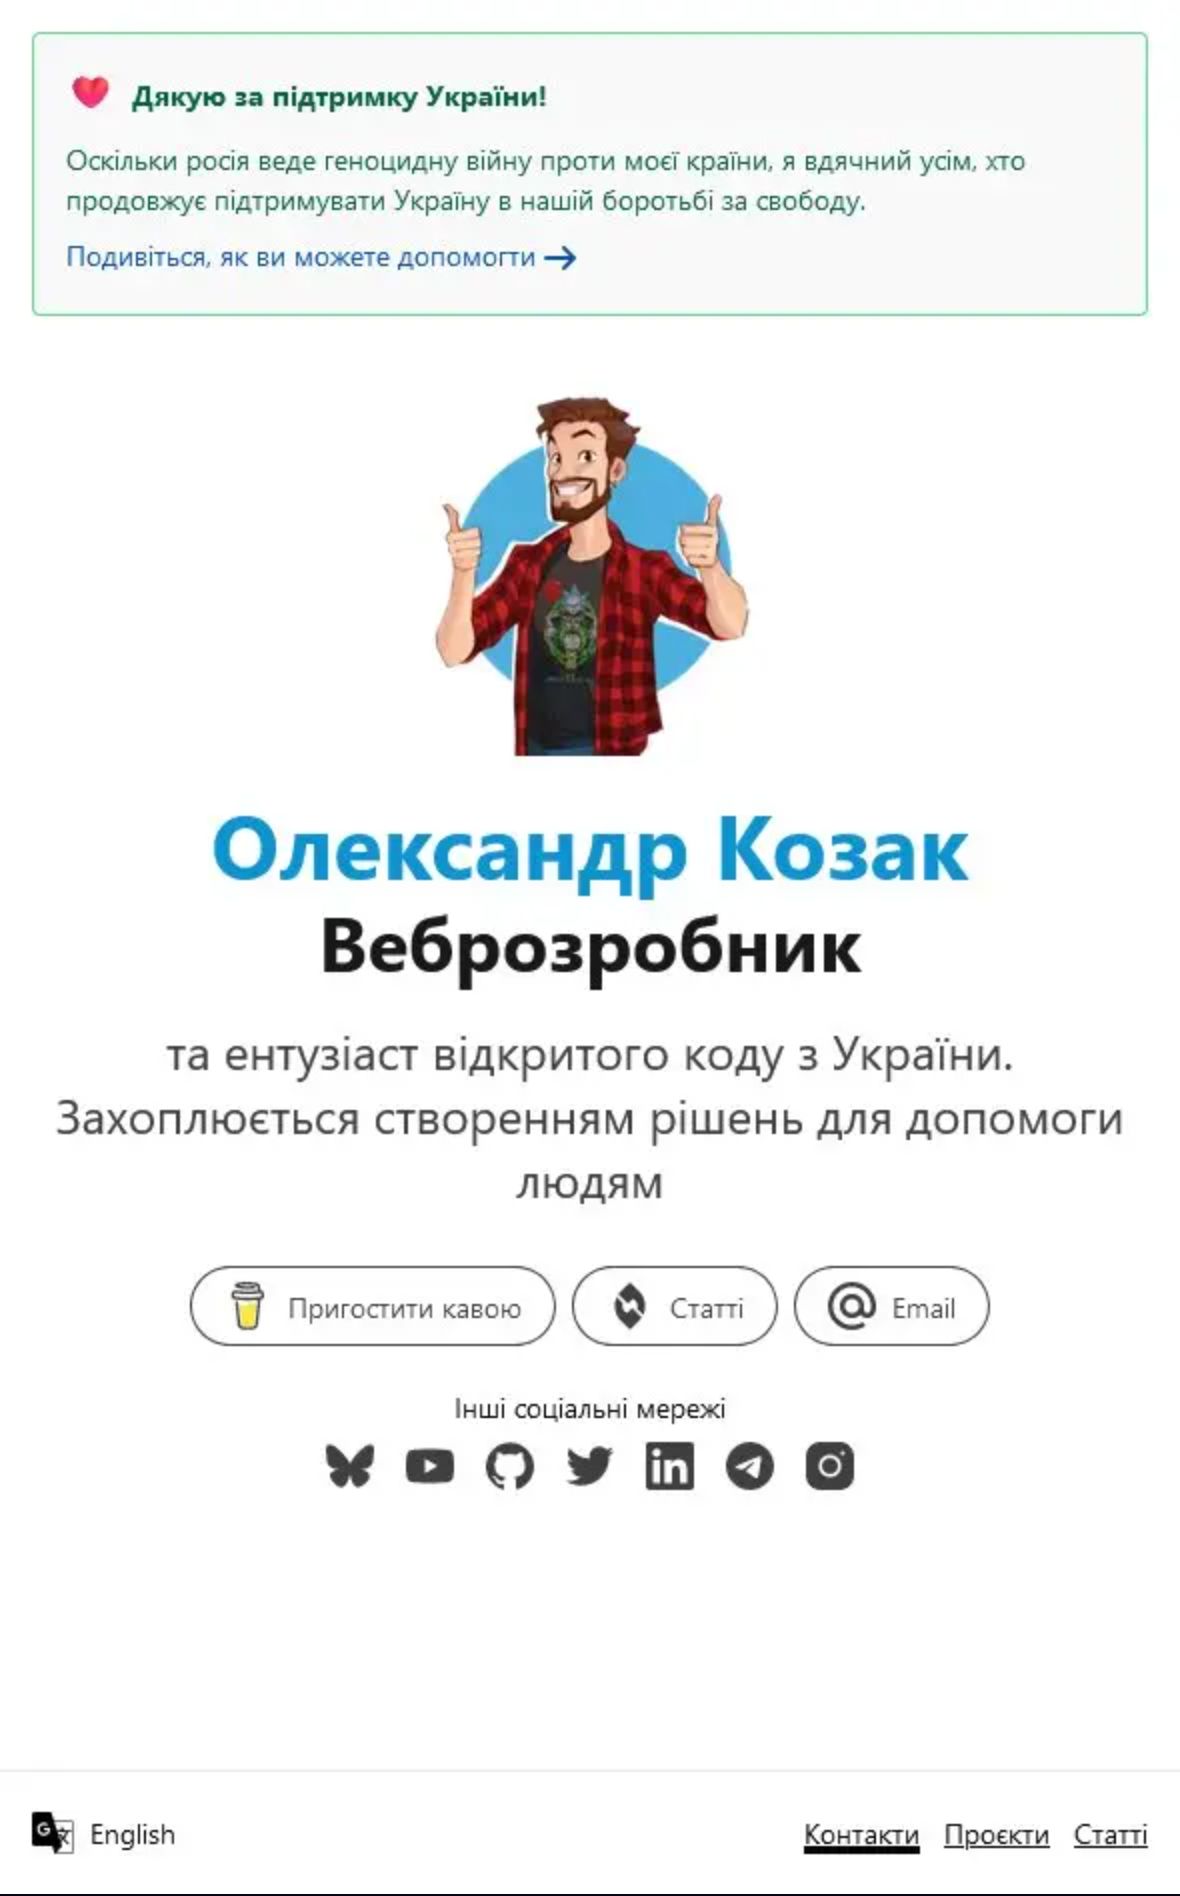 Дякую за підтримку України!
Оскільки росія веде геноцидну війну проти моєї країни, я вдячний усім, хто
продовжує підтримувати Україну в нашій боротьбі за свободу.
Подивіться, як ви можете допомогти
Олександр Козак
Веброзробник
та ентузіаст відкритого коду з України.
Захоплюється створенням рішень для допомоги
людям
Пригостити кавою
Статті
Email
Інші соціальні мережі
English
Контакти
Проєкти
Статті